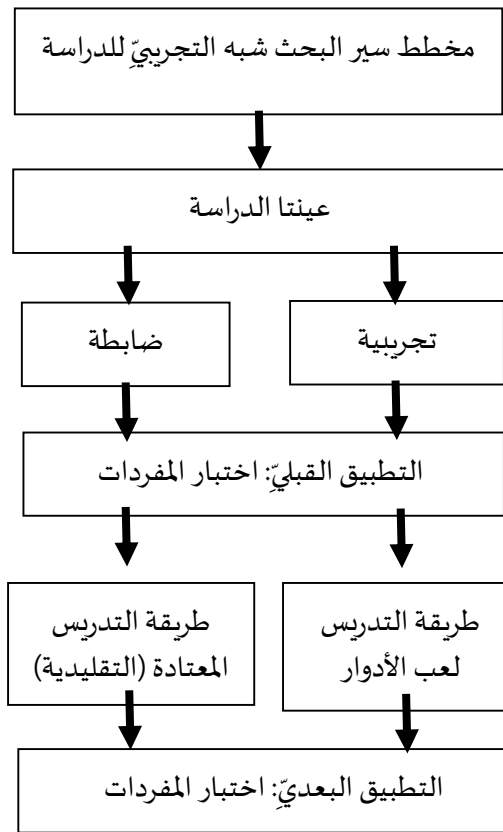 مخطط سير البحث شبه التجريبيّ للدراسة
عينتا الدراسة
تجريبية
ضابطة
التطبيق القبليّ: اختبار المفردات
طريقة التدريس
لعب الأدوار
طريقة التدريس
المعتادة (التقليدية)
التطبيق البعديّ: اختبار المفردات